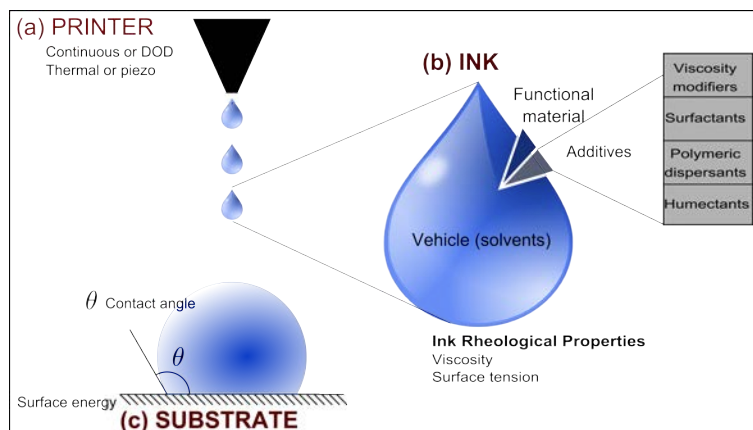 (a) PRINTER
Continuous or DOD
Thermal or piezo
(b) INK
Functional
material
Additives
Viscosity
modifiers
Surfactants
Polymeric
dispersants
Humectants
Vehicle (solvents)
Ink Rheological Properties
Viscosity
Surface tension
θ Contact angle
θ
Surface energy
(c) SUBSTRATE